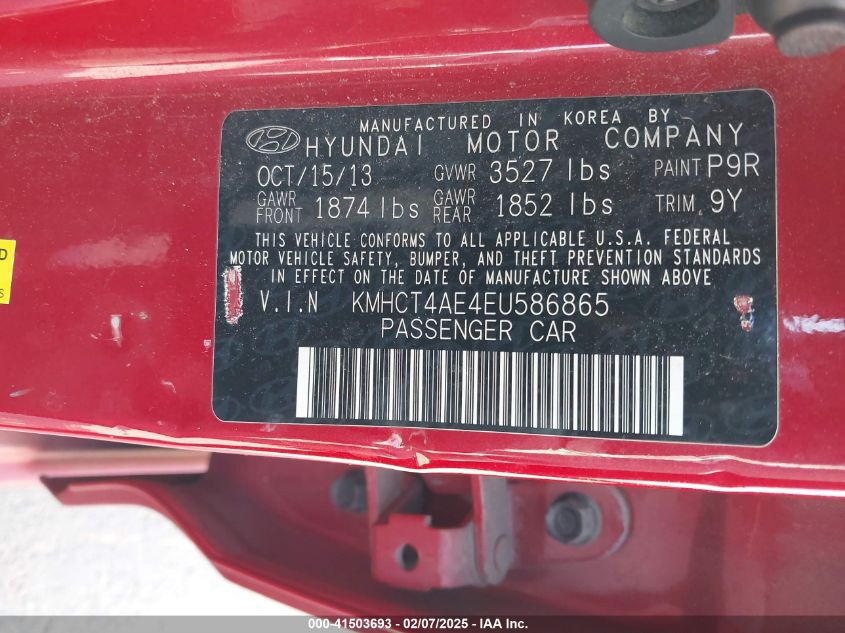 MANUFACTURED IN KOREA BY
HYUNDAI MOTOR COMPANY
OCT/15/13 GVWR 3527 lbs PAINT P9R
GAWR FRONT 1874 lbs GAWR REAR 1852 lbs TRIM 9Y
THIS VEHICLE CONFORMS TO ALL APPLICABLE U.S.A. FEDERAL
MOTOR VEHICLE SAFETY, BUMPER, AND THEFT PREVENTION STANDARDS
IN EFFECT ON THE DATE OF MANUFACTURE SHOWN ABOVE
V.I.N KMHCT4AE4EU586865
PASSENGER CAR
D
S
000-41503693 - 02/07/2025 - IAA Inc.